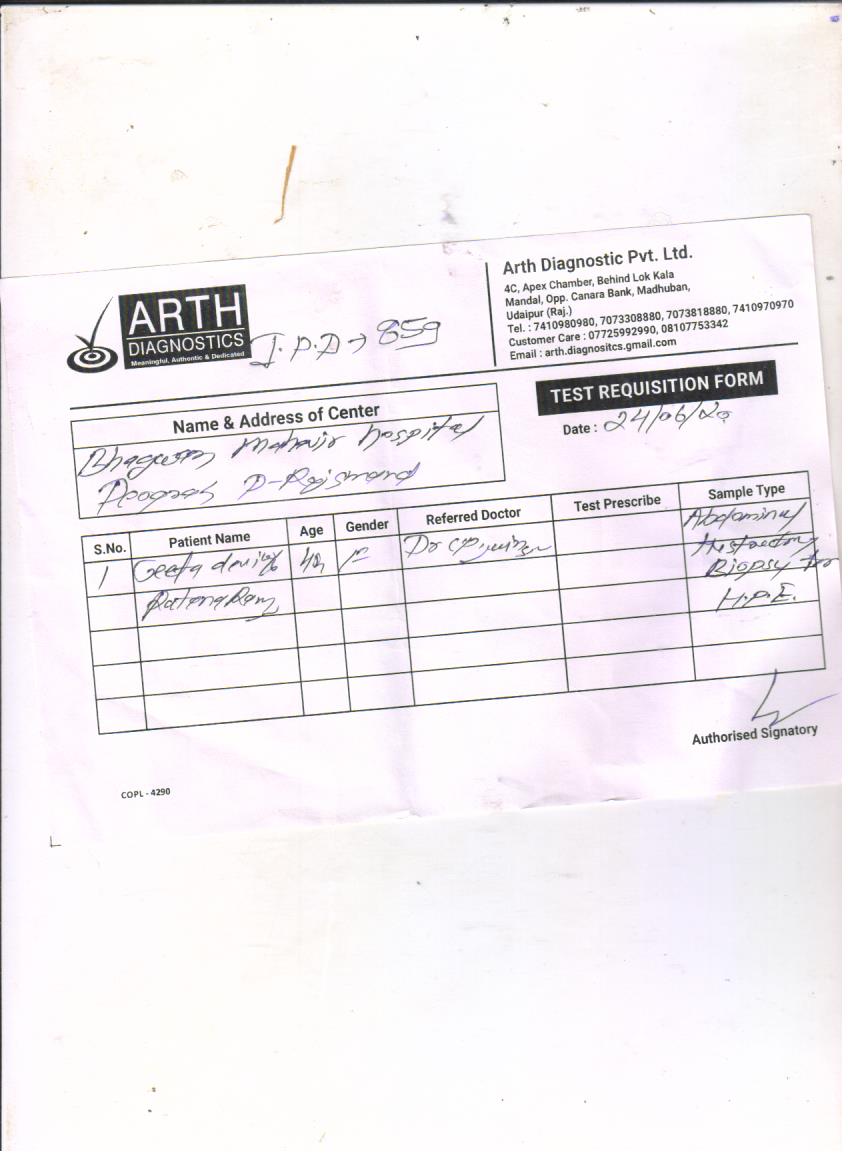 ARTH
DIAGNOSTICS
Meaningful, Authentic & Dedicated
I.P.D → 859
Arth Diagnostic Pvt. Ltd.
4C, Apex Chamber, Behind Lok Kala
Mandal, Opp. Canara Bank, Madhuban,
Udaipur (Raj.)
Tel. : 7410980980, 7073308880, 7073818880, 7410970970
Customer Care : 07725992990, 08107753342
Email : arth.diagnositcs.gmail.com
TEST REQUISITION FORM
Date : 24/06/20
Name & Address of Center
Mahavir Hospital
D-Rajsmand
S.No. Patient Name Age Gender Referred Doctor Test Prescribe Sample Type
1 Geeta devi F Dr Abdominal
Ratana Ram
Biopsy for
H.P.E.
Authorised Signatory
COPL - 4290